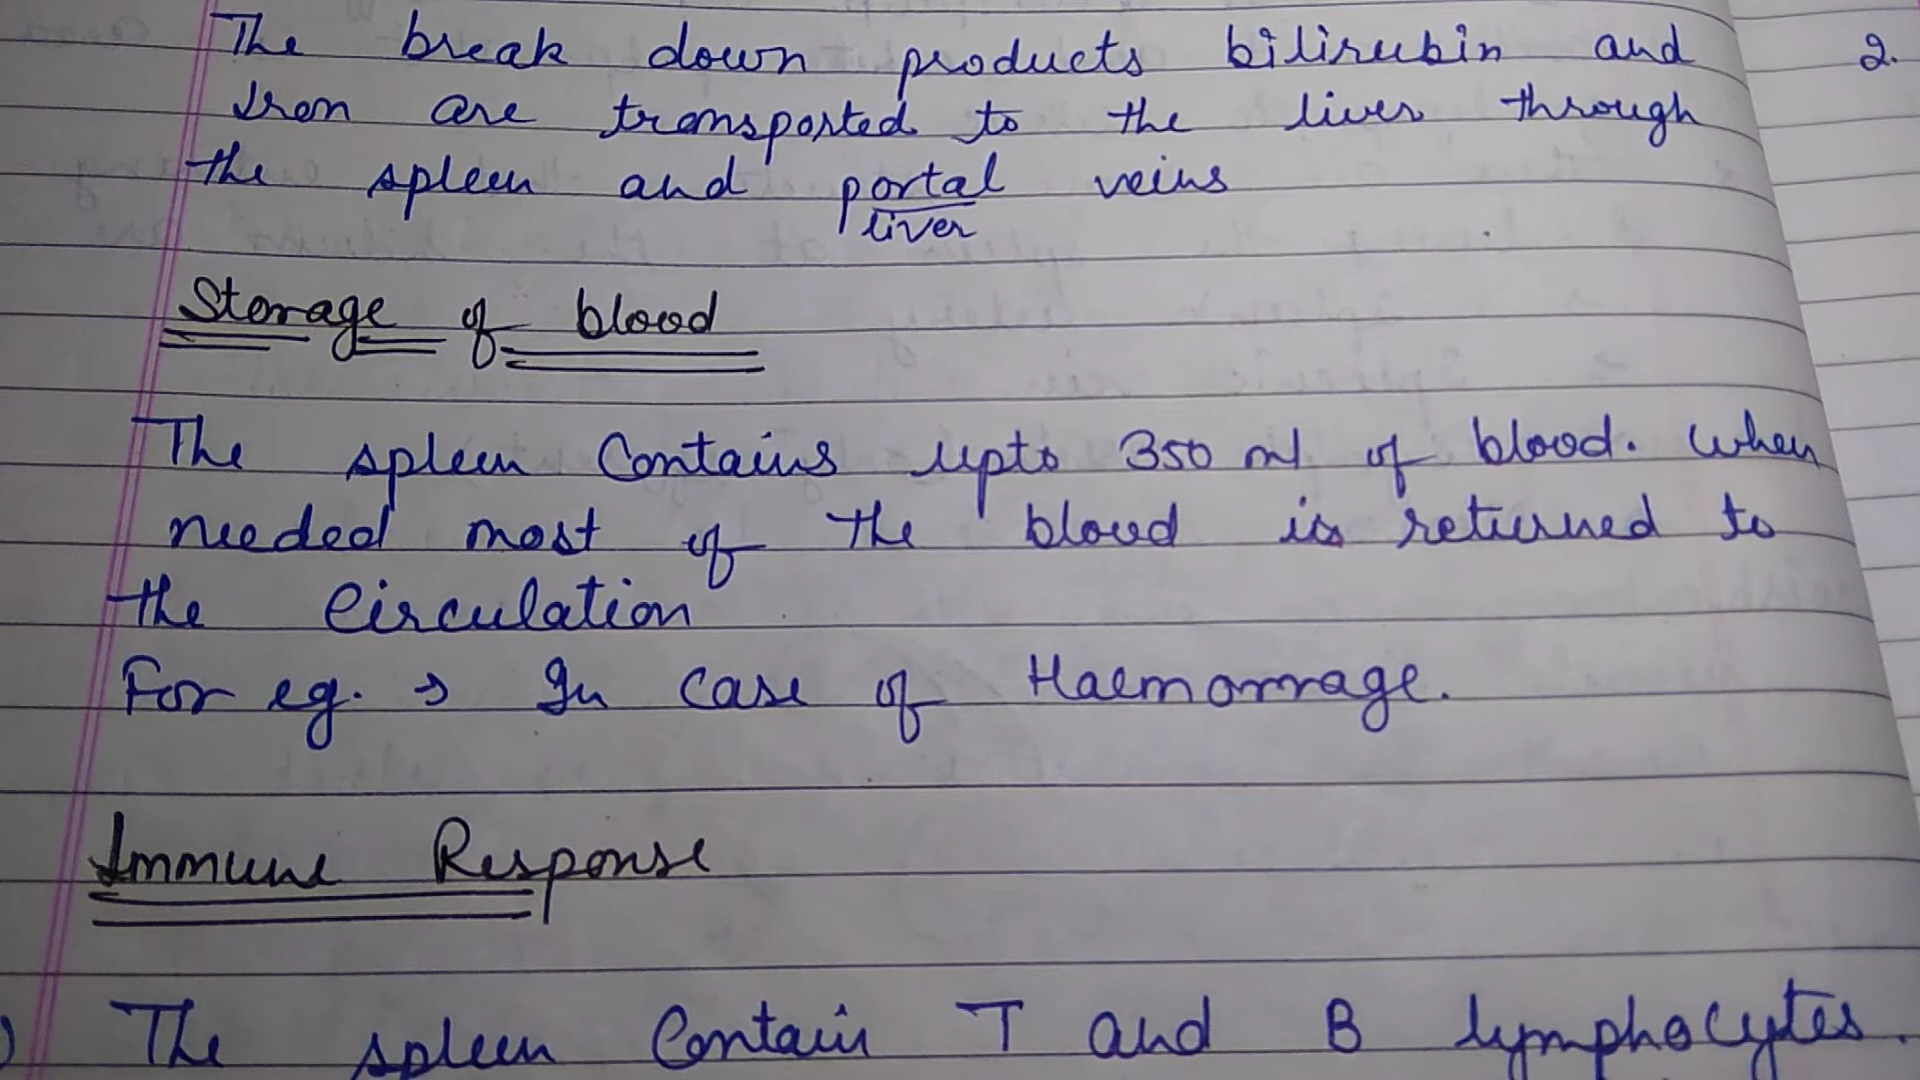 The break down products bilirubin and
Iron are transported to the liver through
the spleen and portal veins
liver
Storage of blood
The spleen Contains upto 350 ml of blood. When
needed most of the blood is returned to
the Circulation
For eg. → In case of Haemorrage.
Immune Response
The spleen Contain T and B lymphocytes.
2.